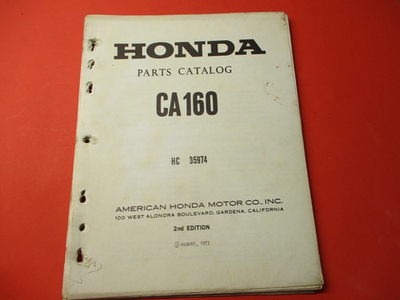 HONDA
PARTS CATALOG
CA160
HC 35974
AMERICAN HONDA MOTOR CO., INC.
100 WEST ALONDRA BOULEVARD, GARDENA, CALIFORNIA
2nd EDITION